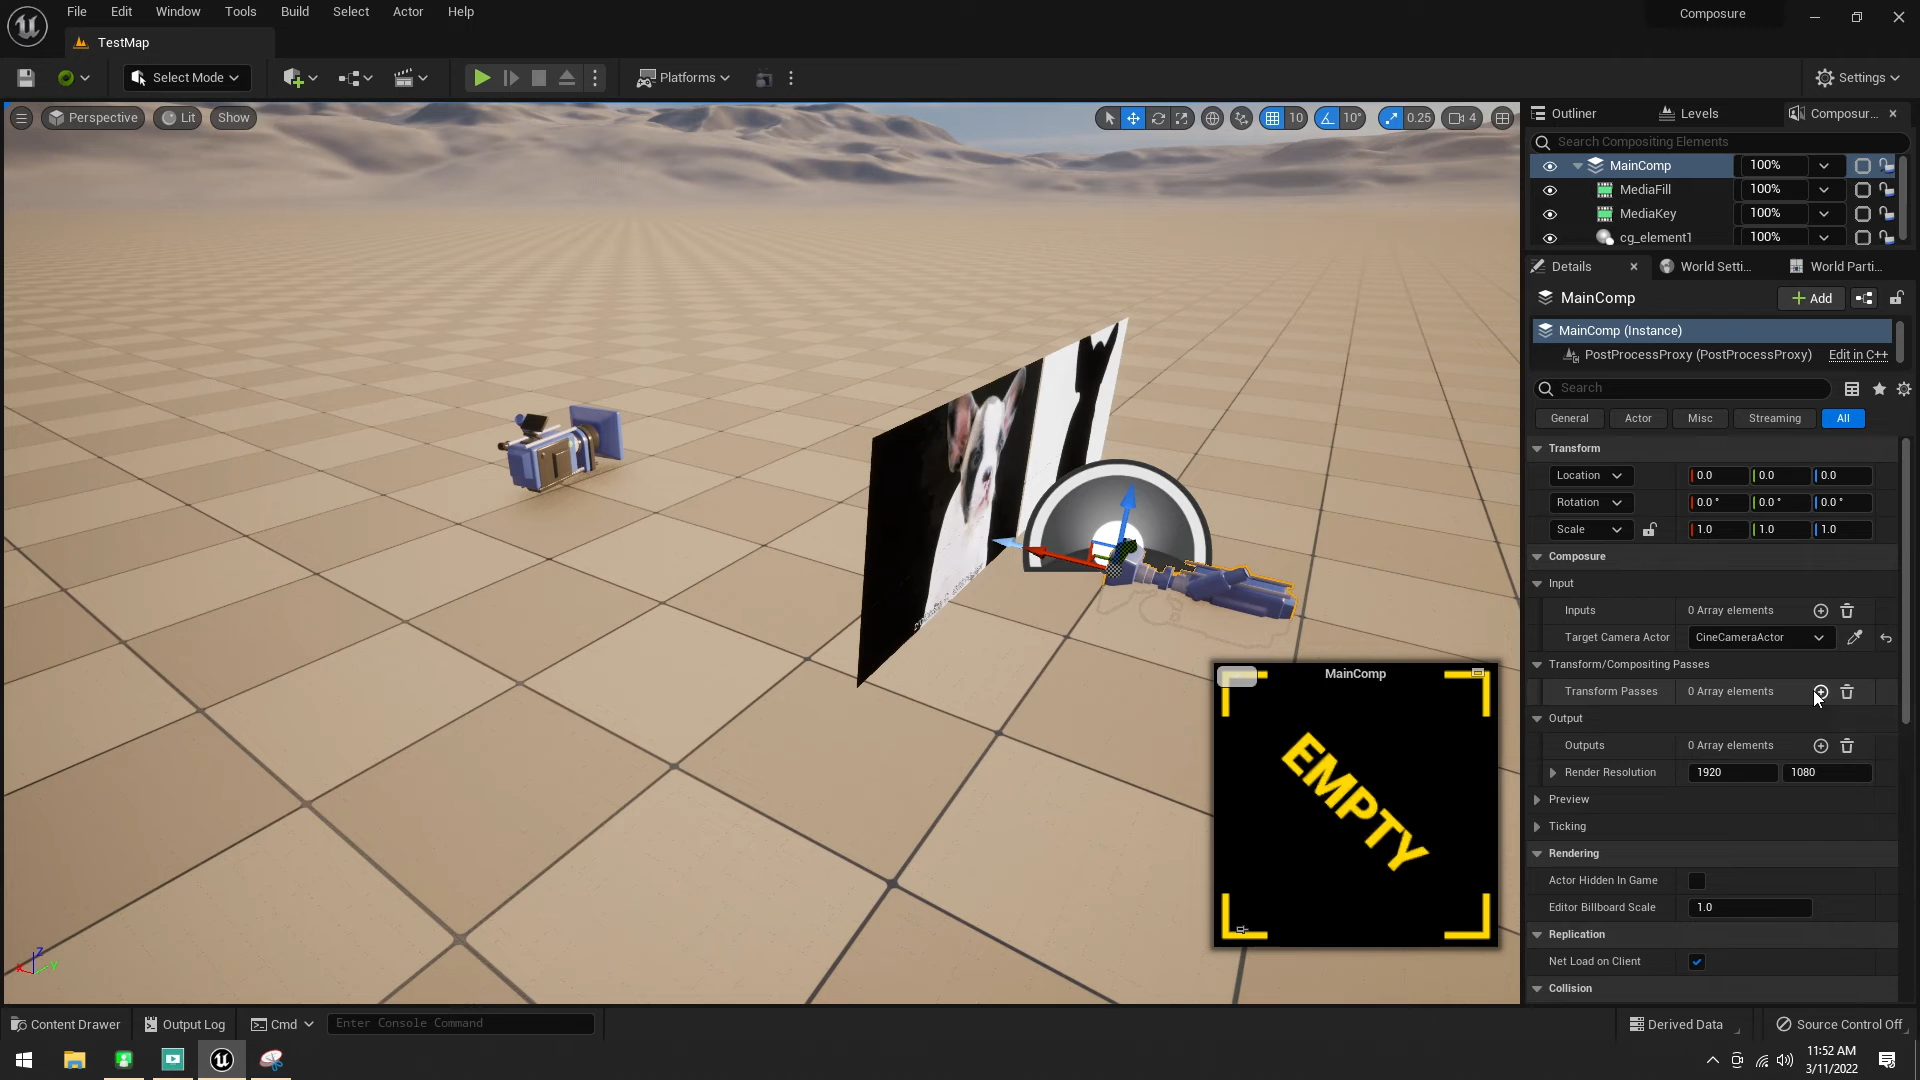 File Edit Window Tools Build Select Actor Help
Composure
TestMap
Select Mode
Platforms
Settings
Perspective Lit Show
10 10° 0.25 4
Outliner Levels Composur...
Search Compositing Elements
MainComp 100%
MediaFill 100%
MediaKey 100%
cg_element1 100%
Details World Setti... World Parti...
MainComp Add
MainComp (Instance)
PostProcessProxy (PostProcessProxy) Edit in C++
Search
General Actor Misc Streaming All
Transform
Location 0.0 0.0 0.0
Rotation 0.0 ° 0.0 ° 0.0 °
Scale 1.0 1.0 1.0
Composure
Input
Inputs 0 Array elements
Target Camera Actor CineCameraActor
Transform/Compositing Passes
Transform Passes 0 Array elements
Output
Outputs 0 Array elements
Render Resolution 1920 1080
Preview
Ticking
Rendering
Actor Hidden In Game
Editor Billboard Scale 1.0
Replication
Net Load on Client
Collision
MainComp
EMPTY
Z
X Y
Content Drawer Output Log Cmd Enter Console Command
Derived Data Source Control Off
11:52 AM
3/11/2022